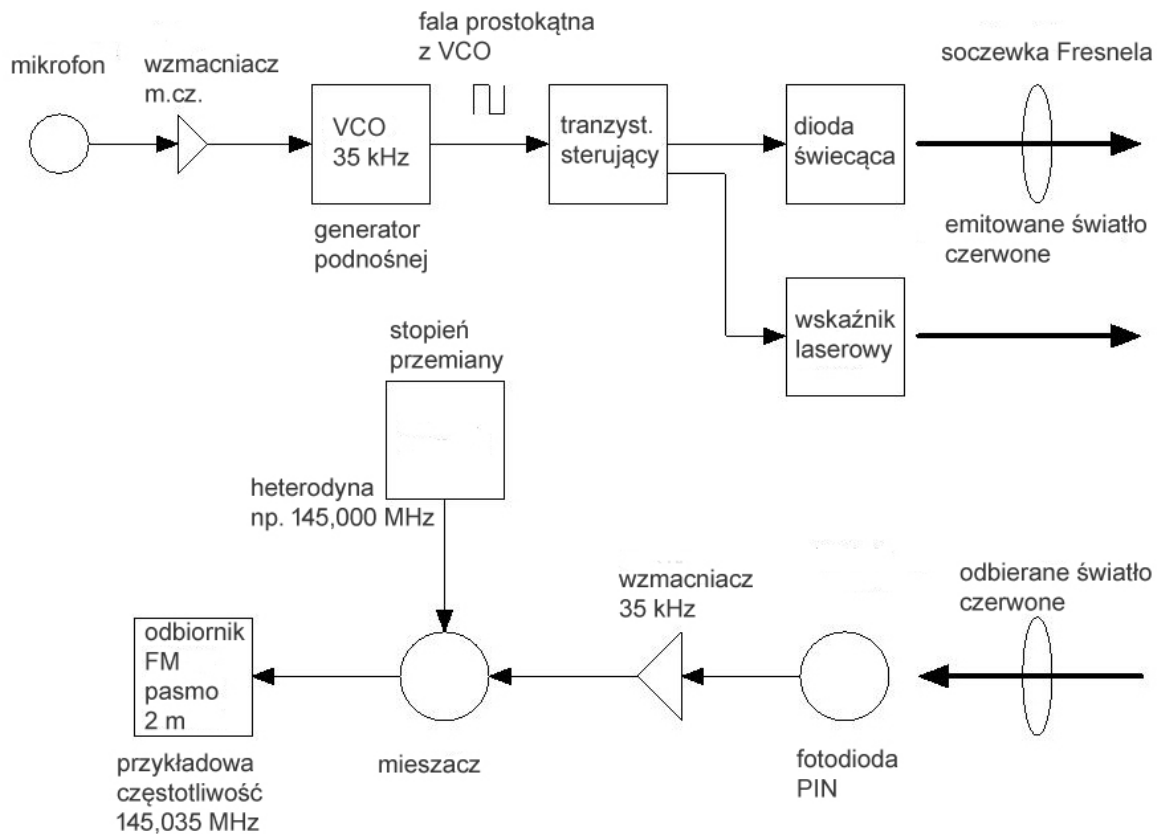 mikrofon
wzmacniacz
m.cz.
VCO
35 kHz
generator
podnośnej
fala prostokątna
z VCO
tranzyst.
sterujący
dioda
świecąca
soczewka Fresnela
emitowane światło
czerwone
wskaźnik
laserowy
stopień
przemiany
heterodyna
np. 145,000 MHz
odbiornik
FM
pasmo
2 m
przykładowa
częstotliwość
145,035 MHz
mieszacz
wzmacniacz
35 kHz
fotodioda
PIN
odbierane światło
czerwone